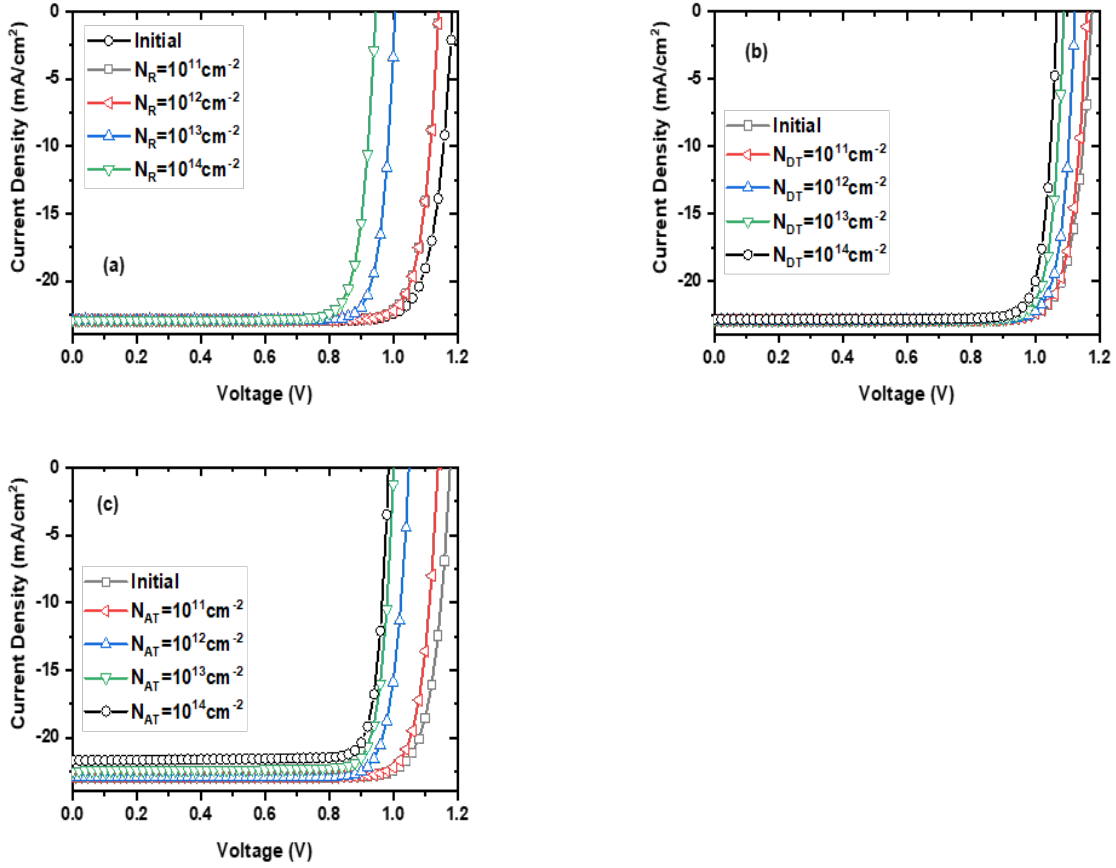 Current Density (mA/cm²)
0
-5
-10
-15
-20
Initial
N_R=10¹¹cm⁻²
N_R=10¹²cm⁻²
N_R=10¹³cm⁻²
N_R=10¹⁴cm⁻²
(a)
0.0 0.2 0.4 0.6 0.8 1.0 1.2
Voltage (V)
Current Density (mA/cm²)
0
-5
-10
-15
-20
(b)
Initial
N_DT=10¹¹cm⁻²
N_DT=10¹²cm⁻²
N_DT=10¹³cm⁻²
N_DT=10¹⁴cm⁻²
0.0 0.2 0.4 0.6 0.8 1.0 1.2
Voltage (V)
Current Density (mA/cm²)
0
-5
-10
-15
-20
(c)
Initial
N_AT=10¹¹cm⁻²
N_AT=10¹²cm⁻²
N_AT=10¹³cm⁻²
N_AT=10¹⁴cm⁻²
0.0 0.2 0.4 0.6 0.8 1.0 1.2
Voltage (V)